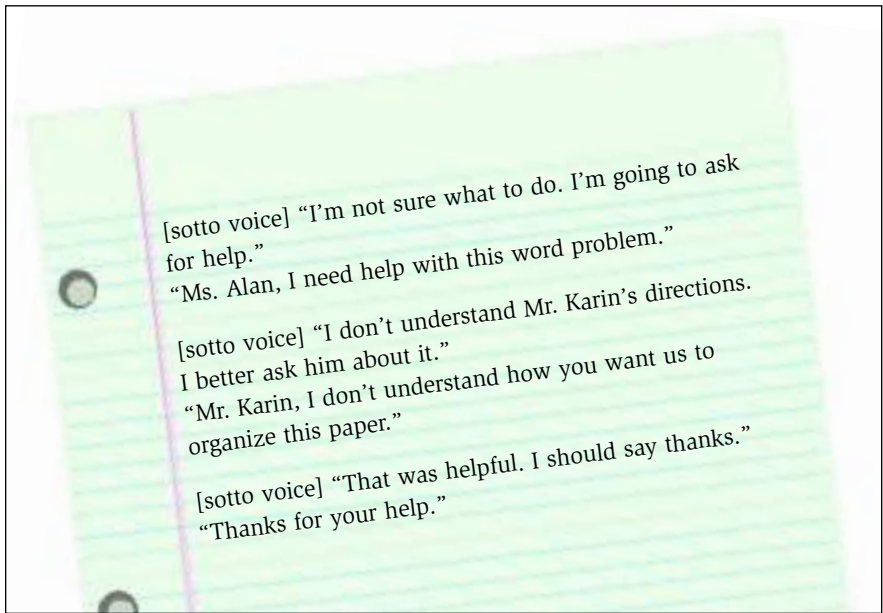 [sotto voice] “I’m not sure what to do. I’m going to ask
for help.”
“Ms. Alan, I need help with this word problem.”
[sotto voice] “I don’t understand Mr. Karin’s directions.
I better ask him about it.”
“Mr. Karin, I don’t understand how you want us to
organize this paper.”
[sotto voice] “That was helpful. I should say thanks.”
“Thanks for your help.”